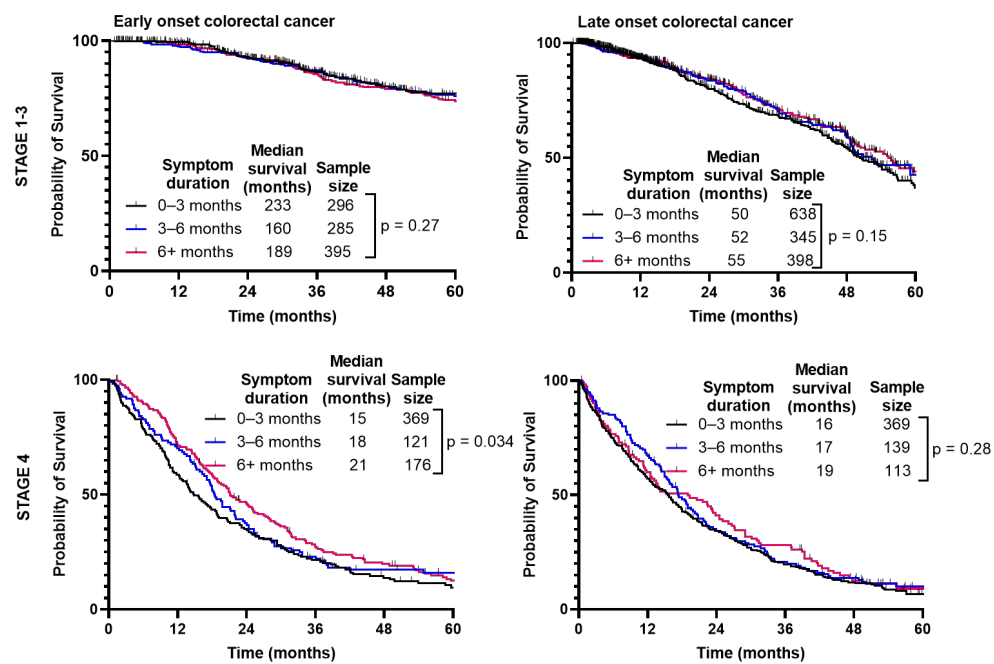 Early onset colorectal cancer
Late onset colorectal cancer
STAGE 1-3
Probability of Survival
100
50
0
0 12 24 36 48 60
Time (months)
Symptom duration Median survival (months) Sample size
0–3 months 233 296
3–6 months 160 285
6+ months 189 395
p = 0.27
Probability of Survival
100
50
0
0 12 24 36 48 60
Time (months)
Symptom duration Median survival (months) Sample size
0–3 months 50 638
3–6 months 52 345
6+ months 55 398
p = 0.15
STAGE 4
Probability of Survival
100
50
0
0 12 24 36 48 60
Time (months)
Symptom duration Median survival (months) Sample size
0–3 months 15 369
3–6 months 18 121
6+ months 21 176
p = 0.034
Probability of Survival
100
50
0
0 12 24 36 48 60
Time (months)
Symptom duration Median survival (months) Sample size
0–3 months 16 369
3–6 months 17 139
6+ months 19 113
p = 0.28